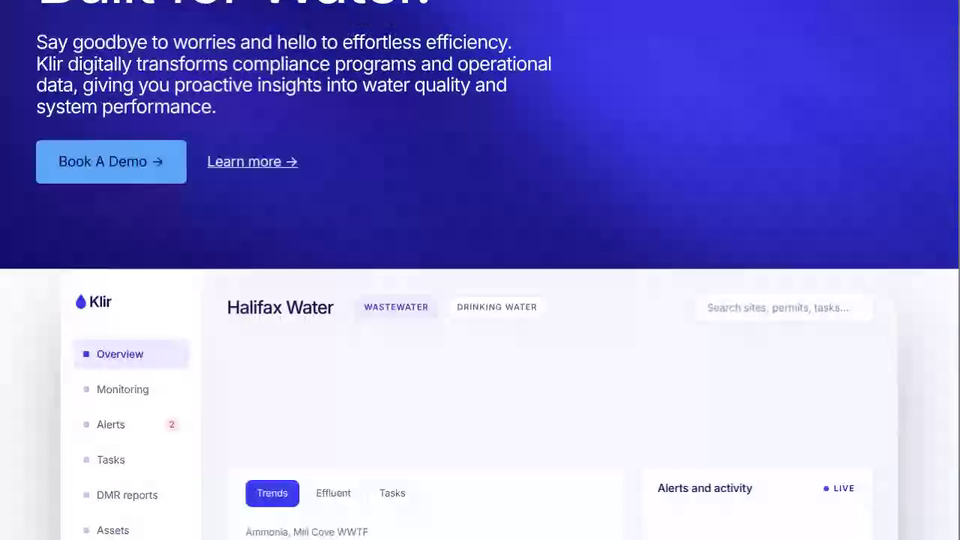 Built for Water.
Say goodbye to worries and hello to effortless efficiency.
Klir digitally transforms compliance programs and operational
data, giving you proactive insights into water quality and
system performance.
Book A Demo →
Learn more →
Klir
Halifax Water
WASTEWATER
DRINKING WATER
Search sites, permits, tasks...
Overview
Monitoring
Alerts
2
Tasks
DMR reports
Assets
Trends
Effluent
Tasks
Ammonia, Mill Cove WWTF
Alerts and activity
LIVE